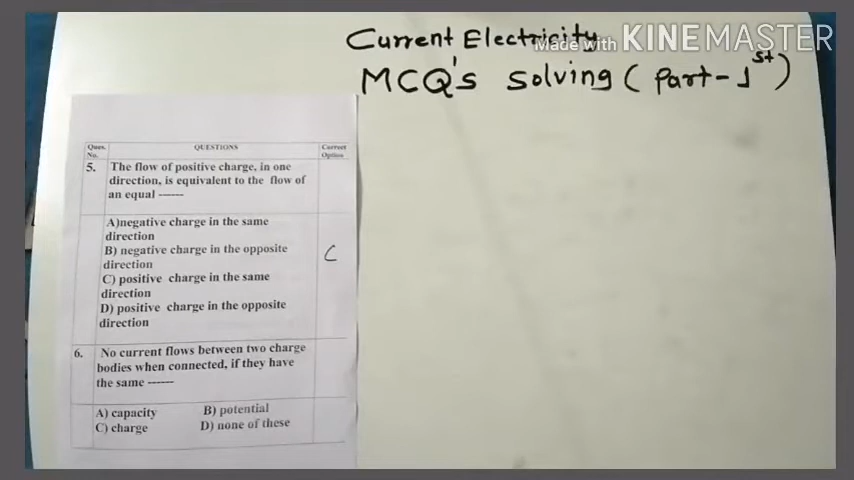 Current Electricity
Made with KINEMASTER
MCQ's solving ( Part - 1st )
Ques. No. QUESTIONS Correct Option
5. The flow of positive charge, in one
direction, is equivalent to the flow of
an equal ------
A)negative charge in the same
direction
B) negative charge in the opposite
direction
C
C) positive charge in the same
direction
D) positive charge in the opposite
direction
6. No current flows between two charge
bodies when connected, if they have
the same ------
A) capacity B) potential
C) charge D) none of these